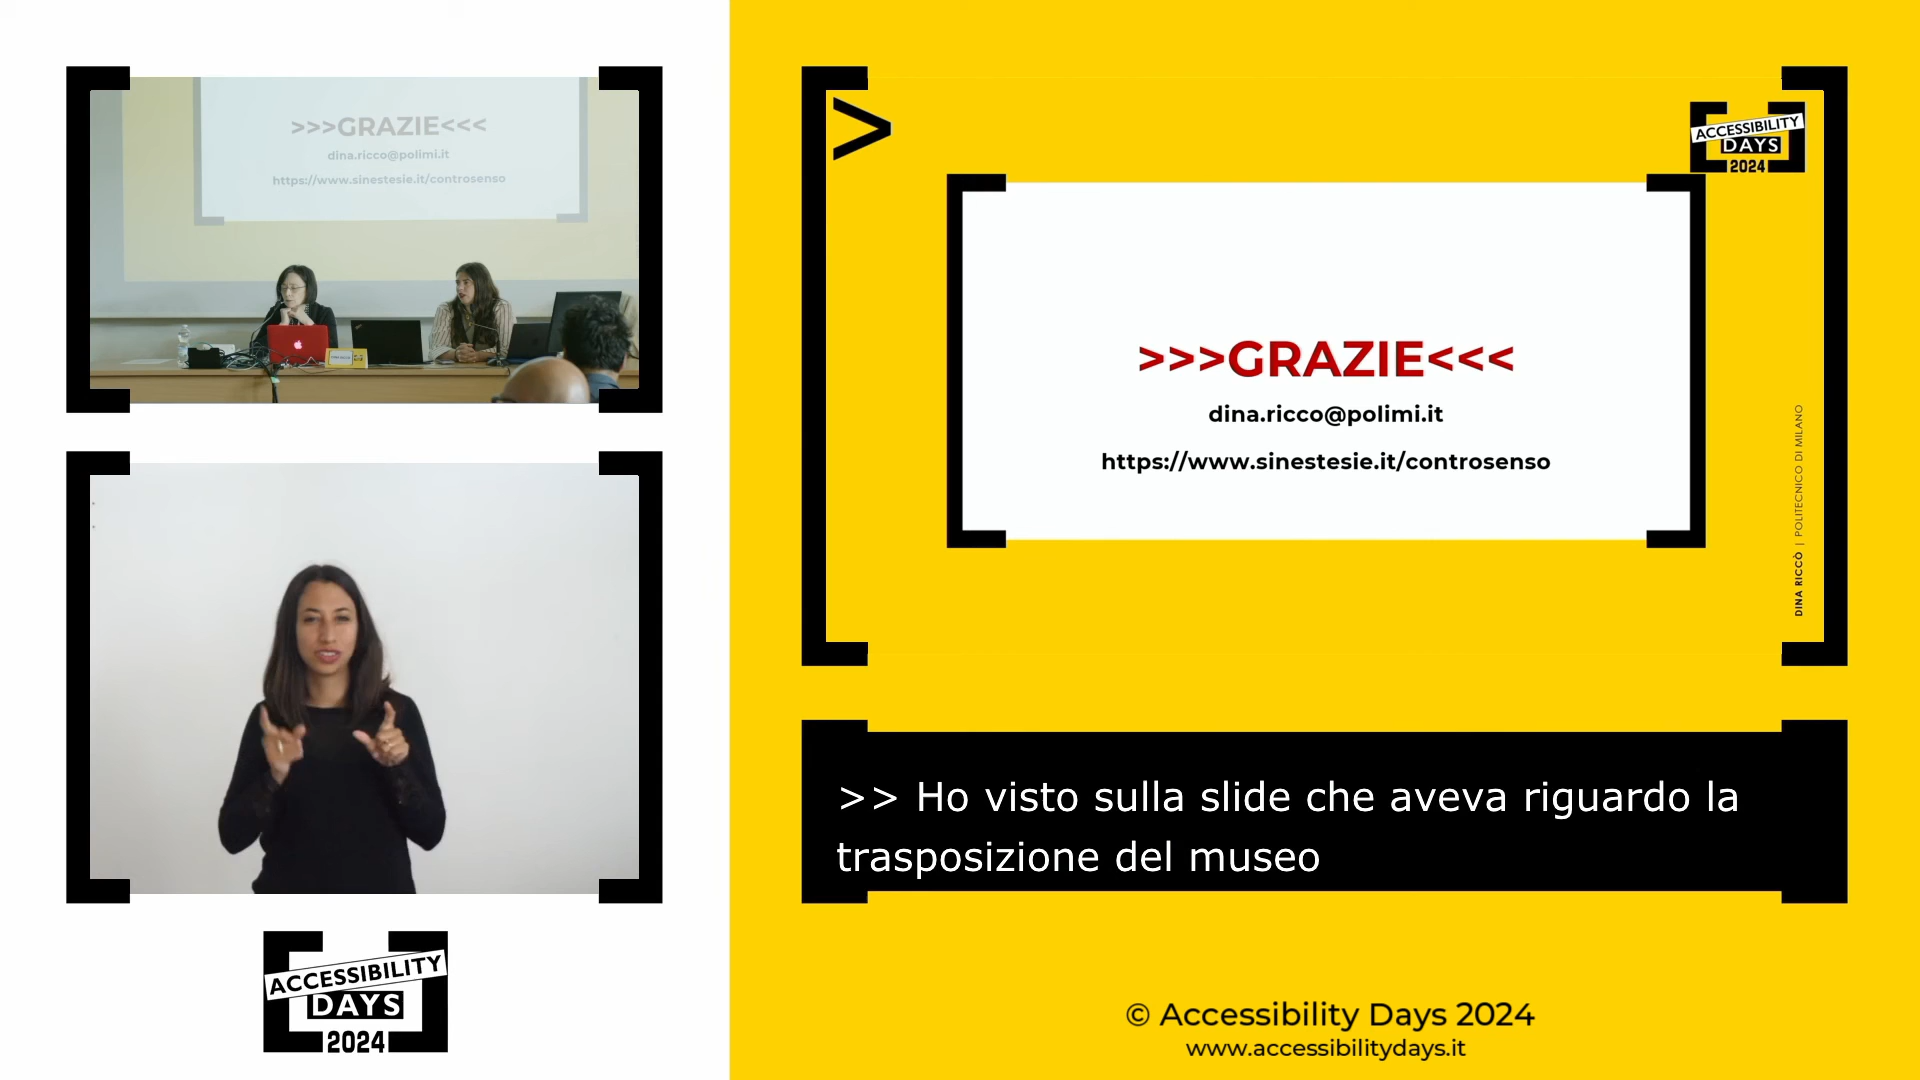 >>>GRAZIE<<<
dina.ricco@polimi.it
https://www.sinestesie.it/controsenso
ACCESSIBILITY
DAYS
2024
>
ACCESSIBILITY
DAYS
2024
>>>GRAZIE<<<
dina.ricco@polimi.it
https://www.sinestesie.it/controsenso
DINA RICCÒ | POLITECNICO DI MILANO
>> Ho visto sulla slide che aveva riguardo la
trasposizione del museo
© Accessibility Days 2024
www.accessibilitydays.it